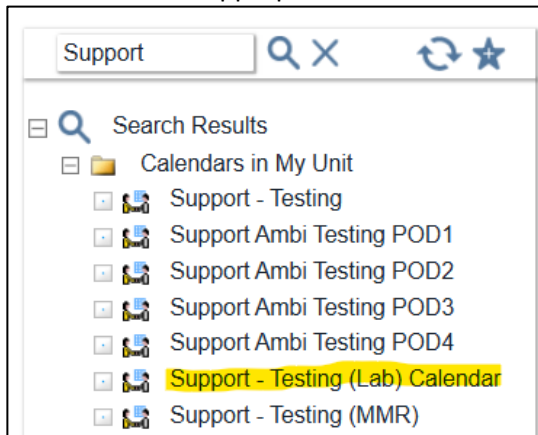 Support
Search Results
Calendars in My Unit
Support - Testing
Support Ambi Testing POD1
Support Ambi Testing POD2
Support Ambi Testing POD3
Support Ambi Testing POD4
Support - Testing (Lab) Calendar
Support - Testing (MMR)